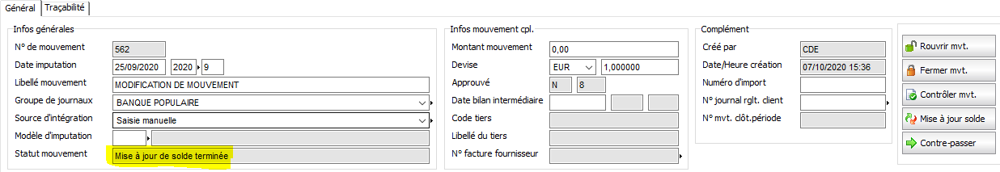 Général Traçabilité
Infos générales
N° de mouvement 562
Date imputation 25/09/2020 2020 9
Libellé mouvement MODIFICATION DE MOUVEMENT
Groupe de journaux BANQUE POPULAIRE
Source d'intégration Saisie manuelle
Modèle d'imputation
Statut mouvement Mise à jour de solde terminée
Infos mouvement cpl.
Montant mouvement 0,00
Devise EUR 1,000000
Approuvé N 8
Date bilan intermédiaire
Code tiers
Libellé du tiers
N° facture fournisseur
Complément
Créé par CDE
Date/Heure création 07/10/2020 15:36
Numéro d'import
N° journal rglt. client
N° mvt. clôt.période
Rouvrir mvt.
Fermer mvt.
Contrôler mvt.
Mise à jour solde
Contre-passer